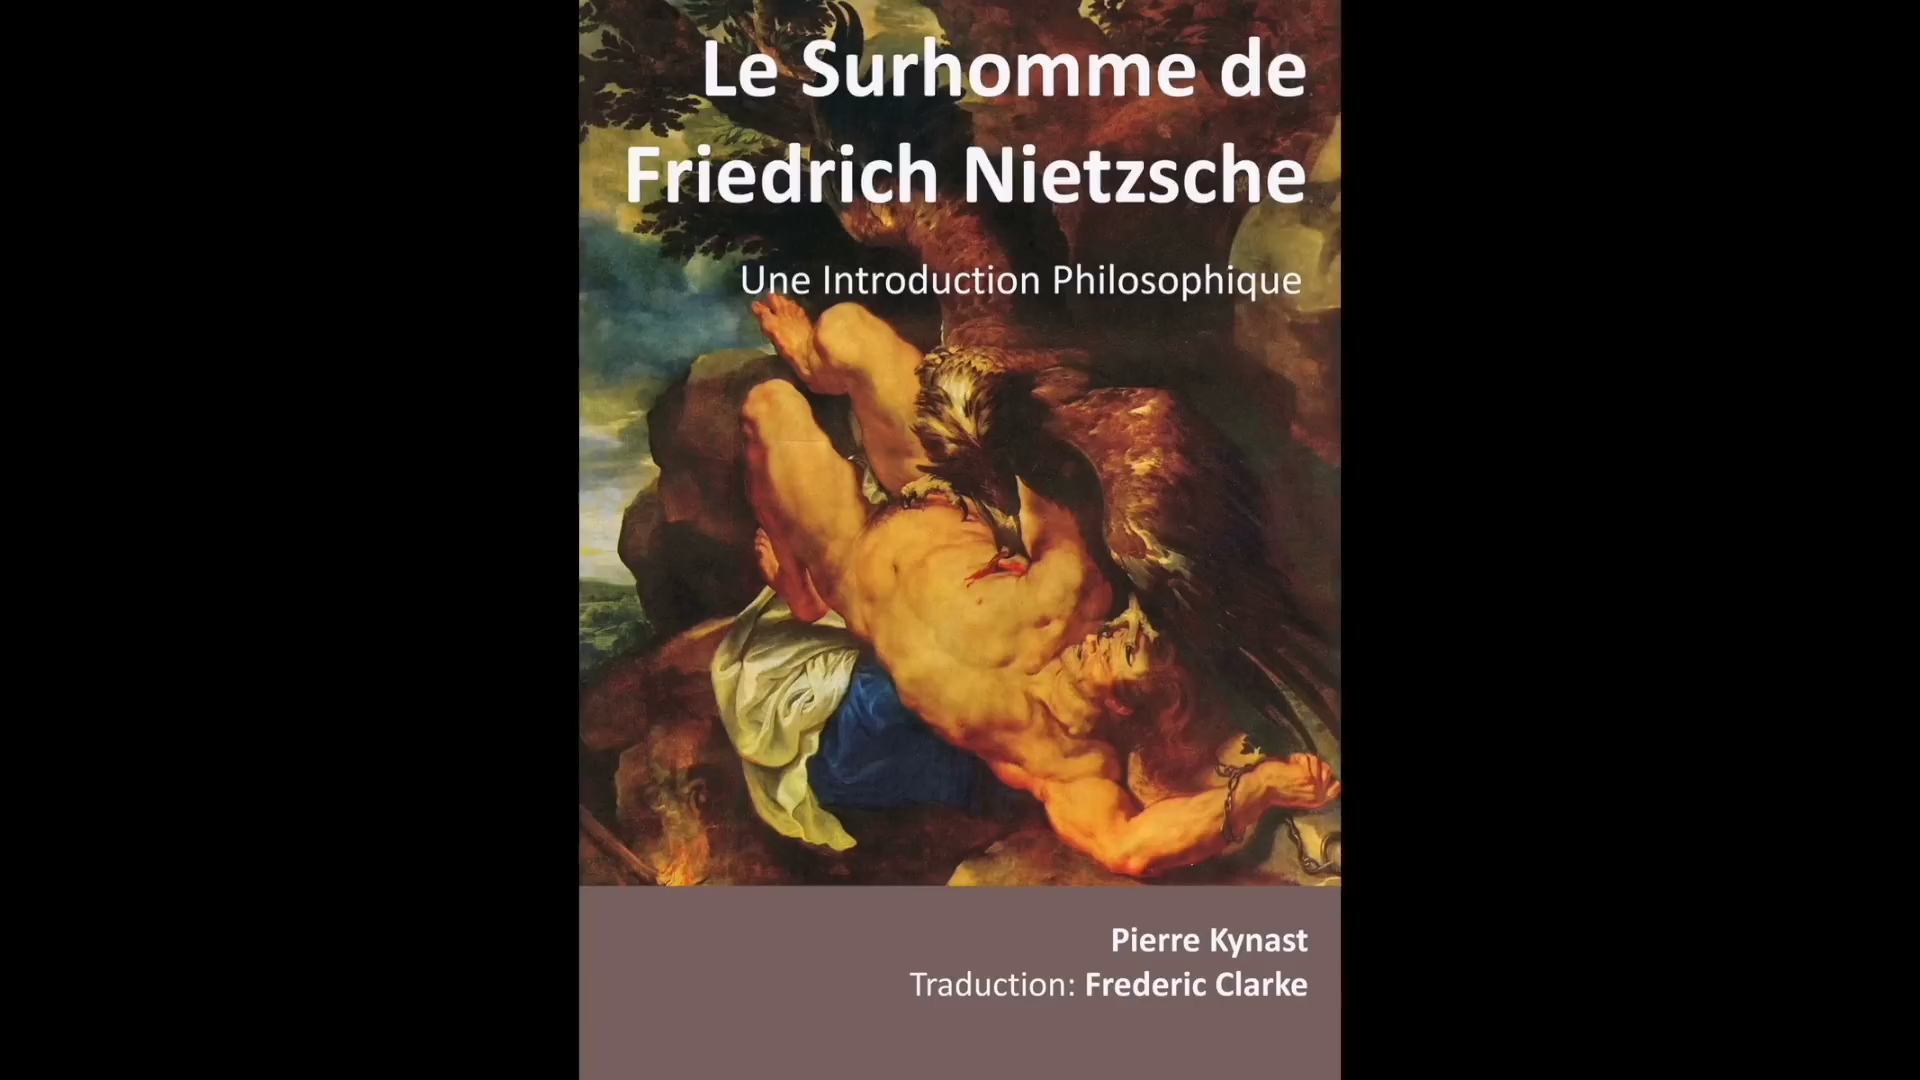 Le Surhomme de
Friedrich Nietzsche
Une Introduction Philosophique
Pierre Kynast
Traduction: Frederic Clarke